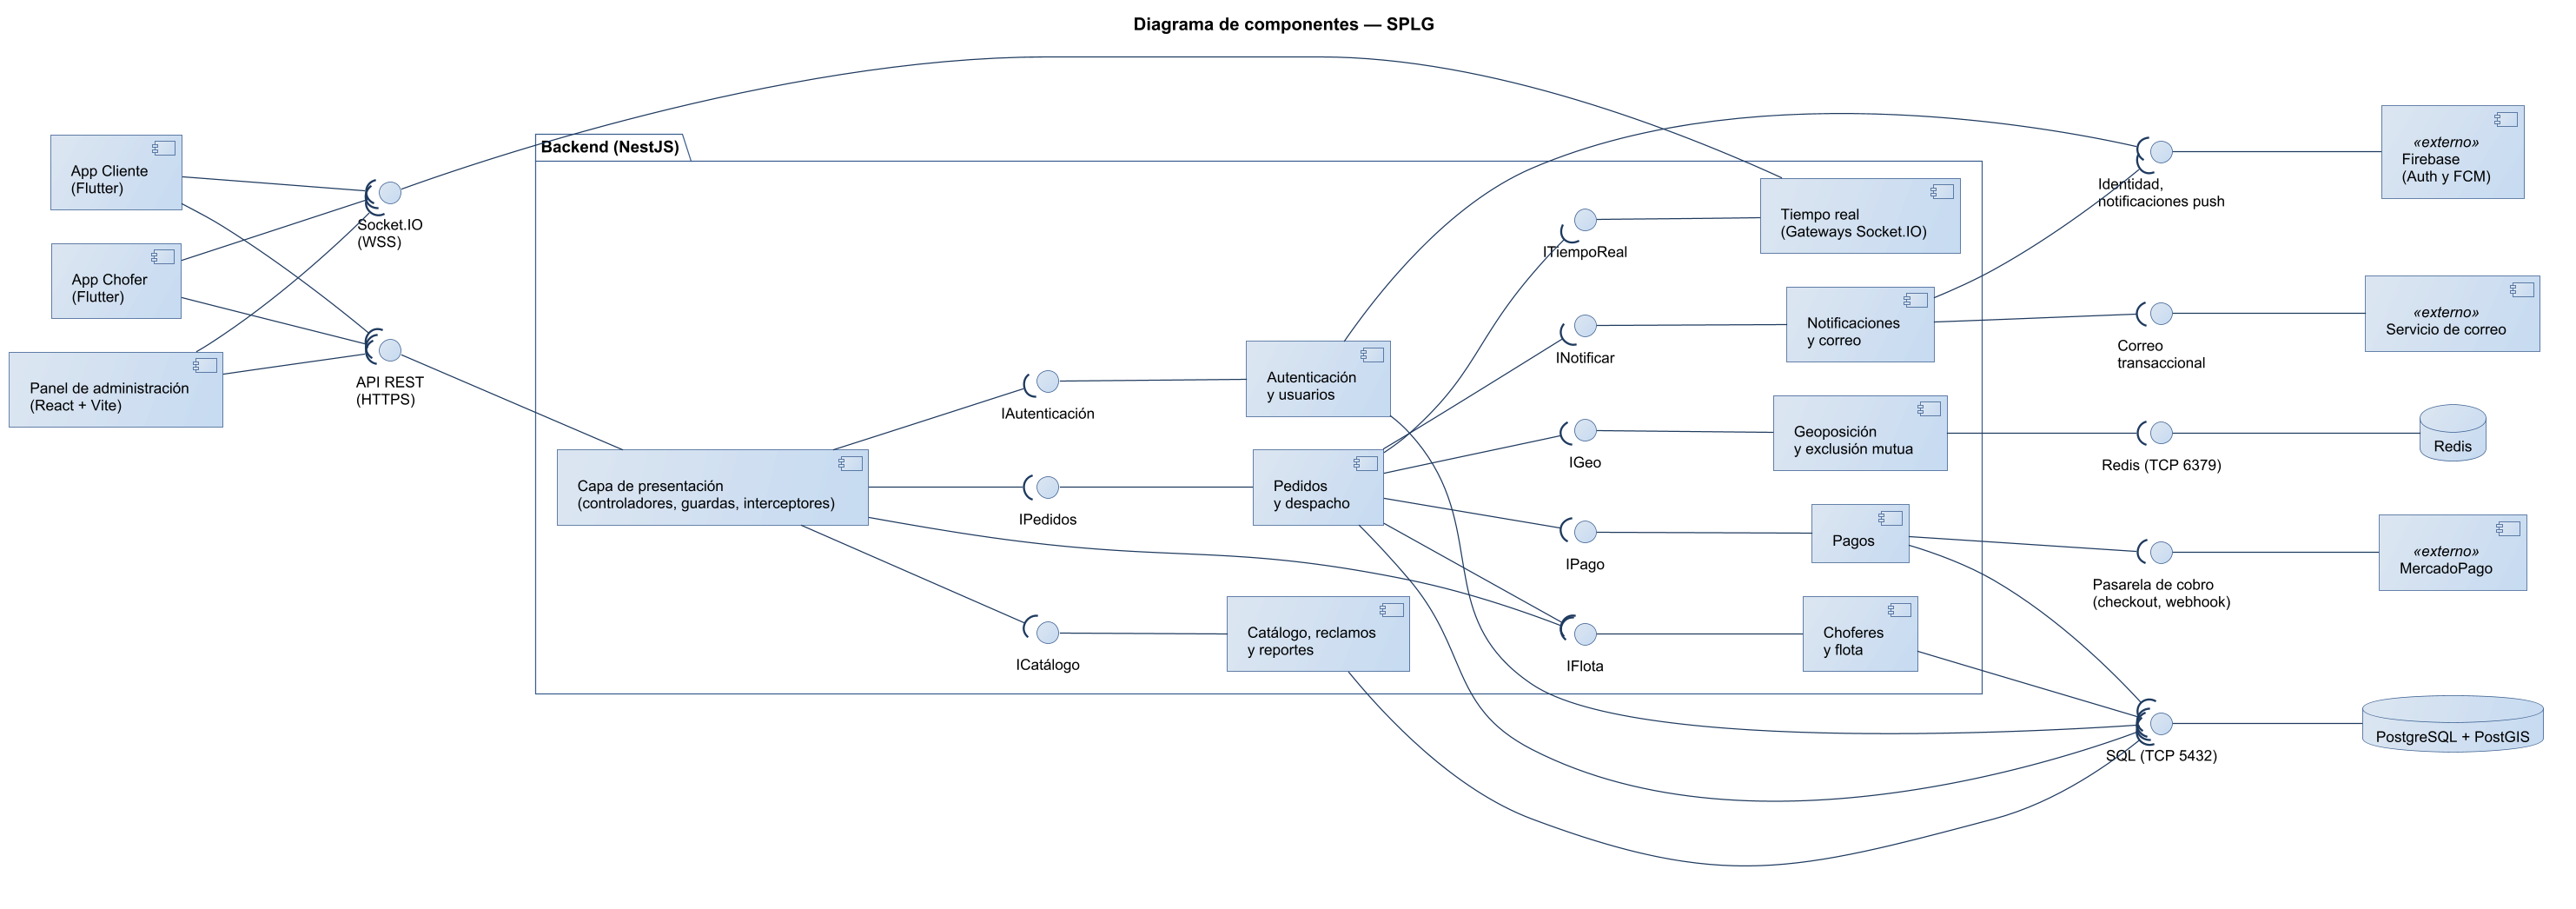 Diagrama de componentes — SPLG
App Cliente
(Flutter)
App Chofer
(Flutter)
Panel de administración
(React + Vite)
Socket.IO
(WSS)
API REST
(HTTPS)
Backend (NestJS)
Capa de presentación
(controladores, guardas, interceptores)
IAutenticación
IPedidos
ICatálogo
Autenticación
y usuarios
Pedidos
y despacho
Catálogo, reclamos
y reportes
ITiempoReal
INotificar
IGeo
IPago
IFlota
Tiempo real
(Gateways Socket.IO)
Notificaciones
y correo
Geoposición
y exclusión mutua
Pagos
Choferes
y flota
Identidad,
notificaciones push
Correo
transaccional
Redis (TCP 6379)
Pasarela de cobro
(checkout, webhook)
SQL (TCP 5432)
«externo»
Firebase
(Auth y FCM)
«externo»
Servicio de correo
Redis
«externo»
MercadoPago
PostgreSQL + PostGIS